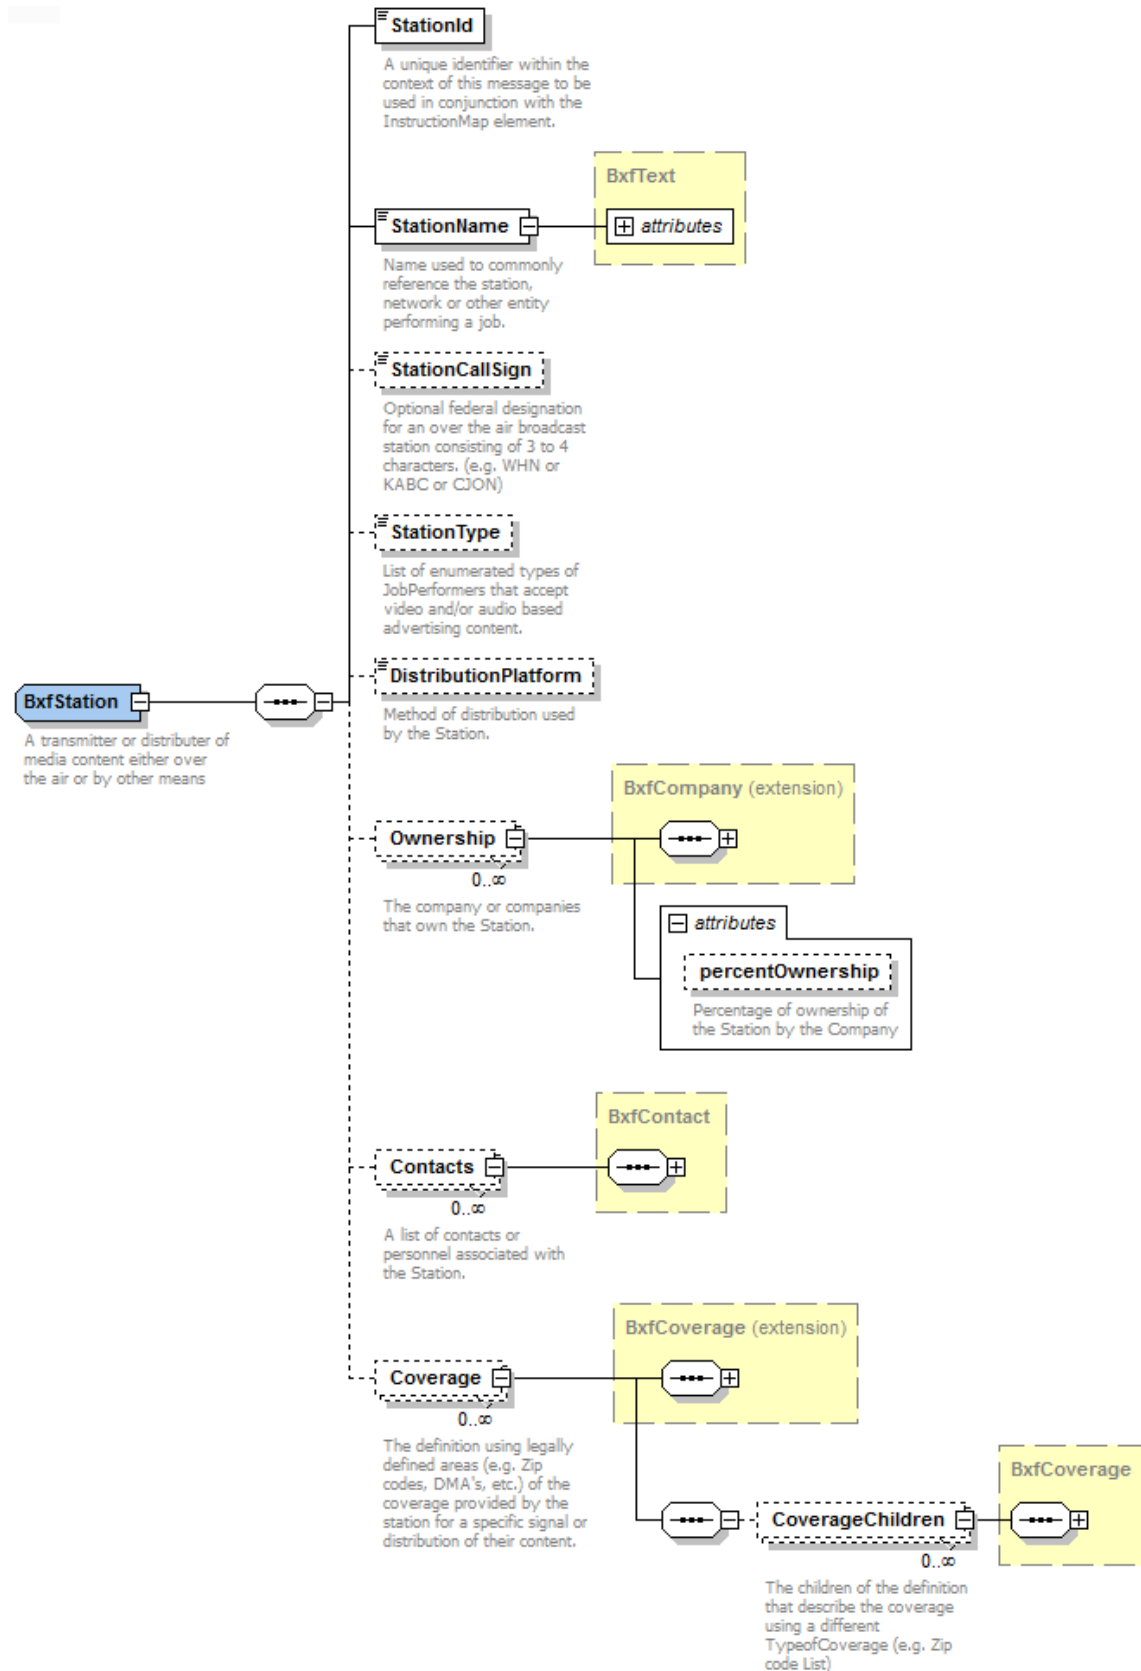 StationId
A unique identifier within the
context of this message to be
used in conjunction with the
InstructionMap element.
BxfText
StationName
attributes
Name used to commonly
reference the station,
network or other entity
performing a job.
StationCallSign
Optional federal designation
for an over the air broadcast
station consisting of 3 to 4
characters. (e.g. WHN or
KABC or CJON)
StationType
List of enumerated types of
JobPerformers that accept
video and/or audio based
advertising content.
DistributionPlatform
Method of distribution used
by the Station.
BxfStation
A transmitter or distributer of
media content either over
the air or by other means
BxfCompany (extension)
Ownership
0..∞
The company or companies
that own the Station.
attributes
percentOwnership
Percentage of ownership of
the Station by the Company
BxfContact
Contacts
0..∞
A list of contacts or
personnel associated with
the Station.
BxfCoverage (extension)
Coverage
0..∞
The definition using legally
defined areas (e.g. Zip
codes, DMA's, etc.) of the
coverage provided by the
station for a specific signal or
distribution of their content.
BxfCoverage
CoverageChildren
0..∞
The children of the definition
that describe the coverage
using a different
TypeofCoverage (e.g. Zip
code List)